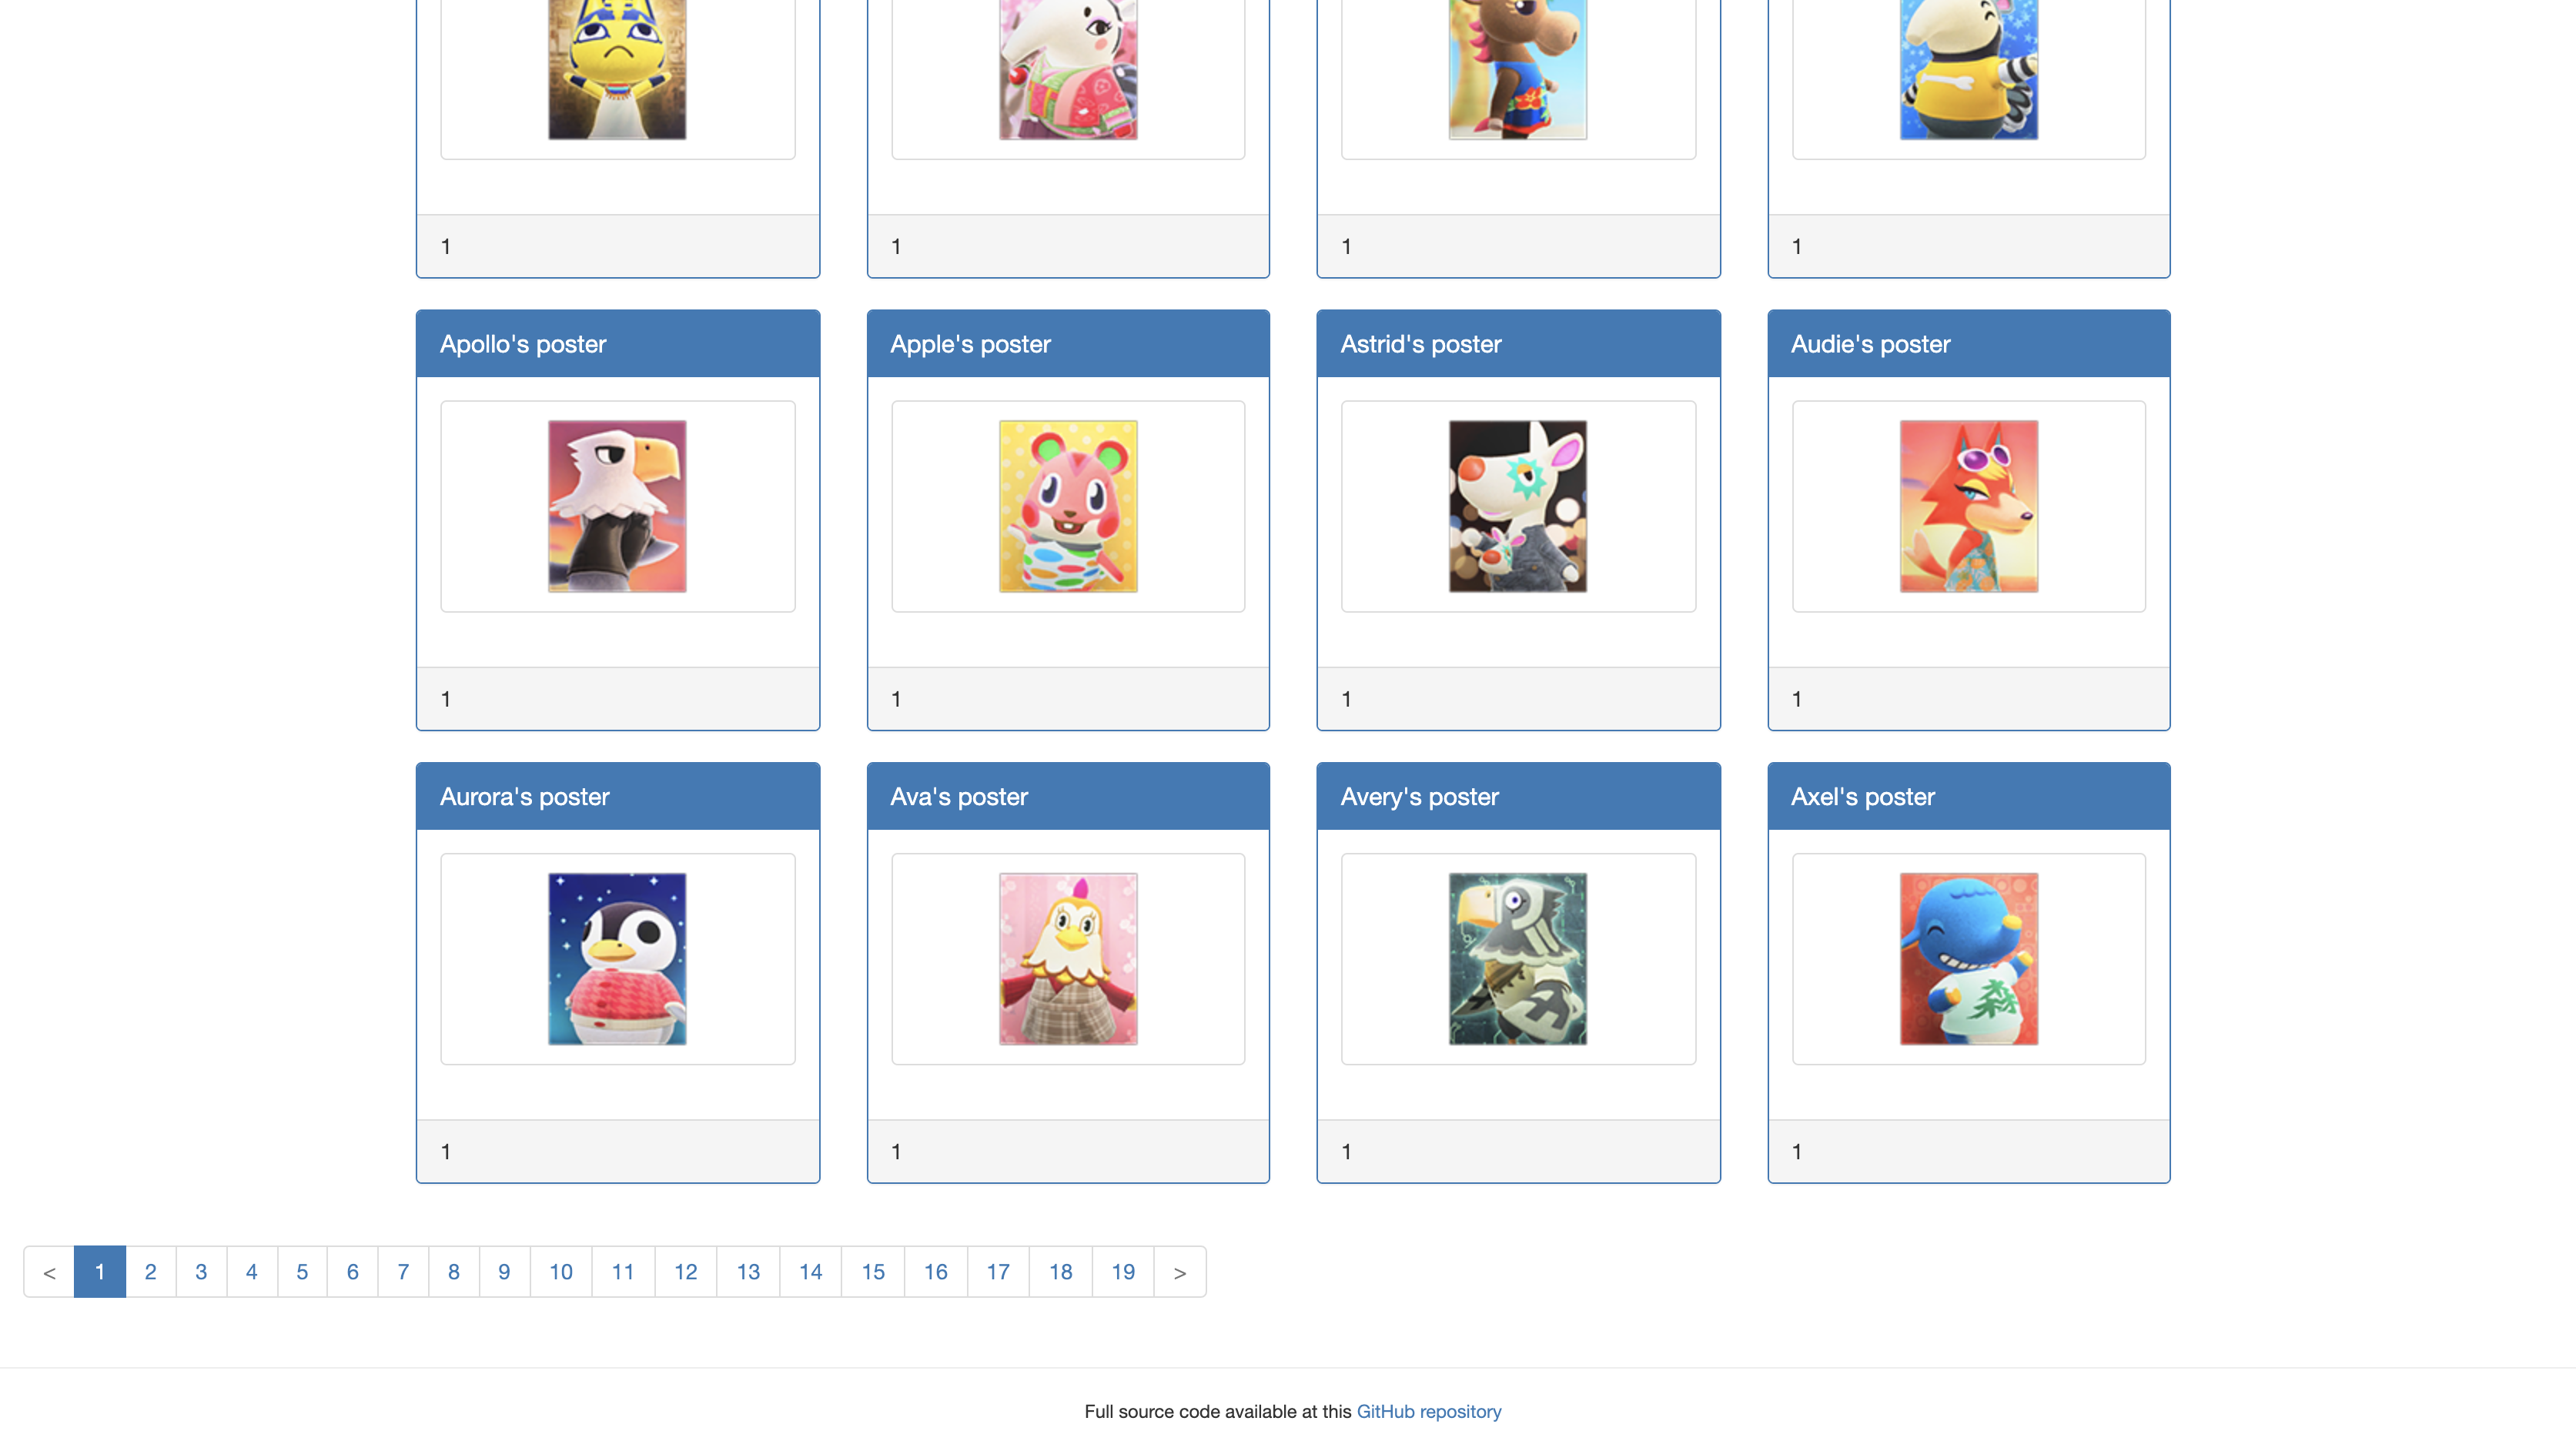 1 1 1 1
Apollo's poster Apple's poster Astrid's poster Audie's poster
1 1 1 1
Aurora's poster Ava's poster Avery's poster Axel's poster
1 1 1 1
< 1 2 3 4 5 6 7 8 9 10 11 12 13 14 15 16 17 18 19 >
Full source code available at this GitHub repository